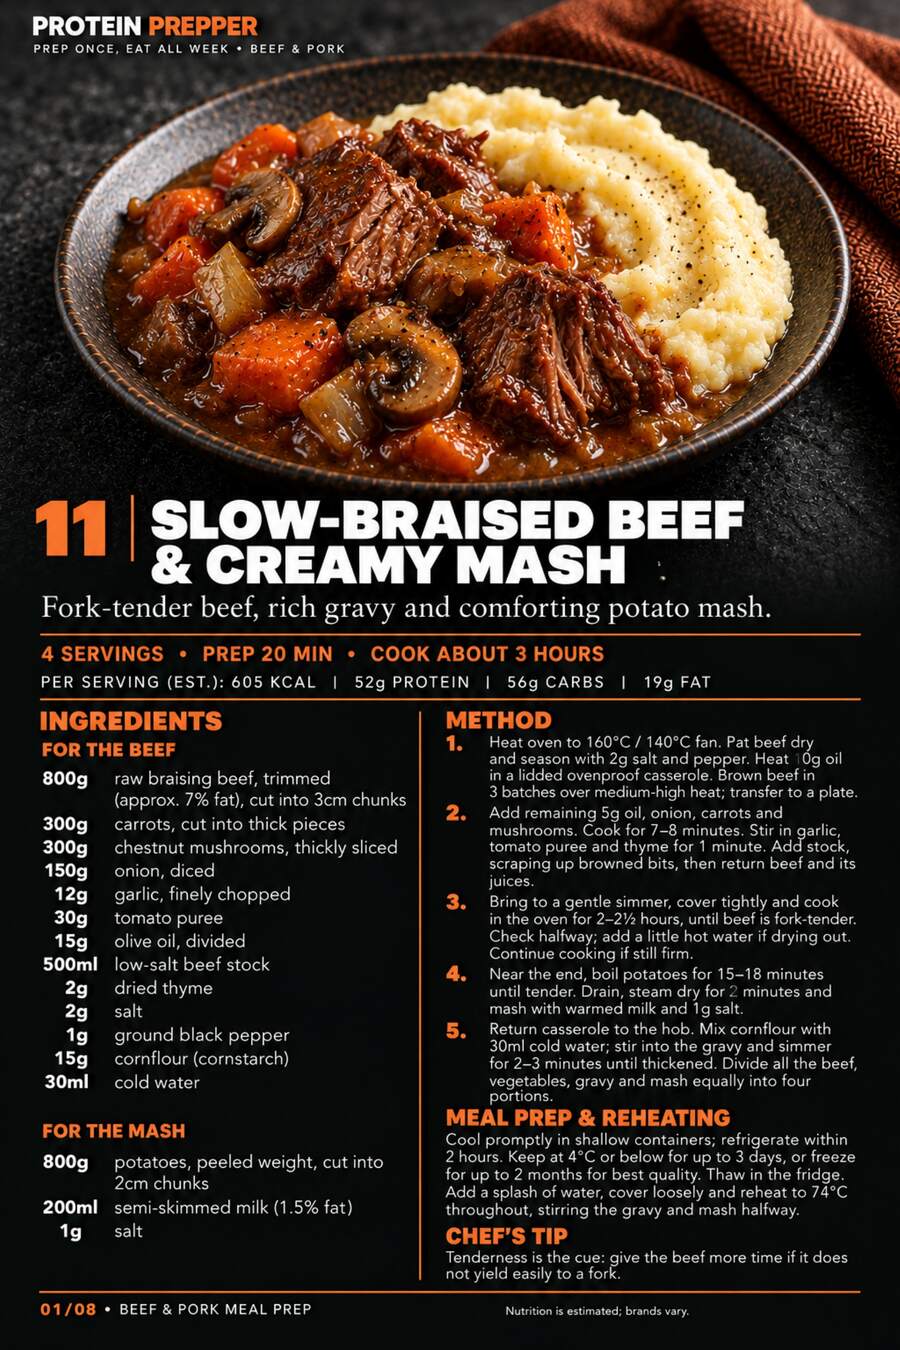 PROTEIN PREPPER
PREP ONCE, EAT ALL WEEK • BEEF & PORK
11
SLOW-BRAISED BEEF
& CREAMY MASH
Fork-tender beef, rich gravy and comforting potato mash.
4 SERVINGS • PREP 20 MIN • COOK ABOUT 3 HOURS
PER SERVING (EST.): 605 KCAL | 52g PROTEIN | 56g CARBS | 19g FAT
INGREDIENTS
FOR THE BEEF
800g raw braising beef, trimmed
(approx. 7% fat), cut into 3cm chunks
300g carrots, cut into thick pieces
300g chestnut mushrooms, thickly sliced
150g onion, diced
12g garlic, finely chopped
30g tomato puree
15g olive oil, divided
500ml low-salt beef stock
2g dried thyme
2g salt
1g ground black pepper
15g cornflour (cornstarch)
30ml cold water
FOR THE MASH
800g potatoes, peeled weight, cut into
2cm chunks
200ml semi-skimmed milk (1.5% fat)
1g salt
METHOD
1. Heat oven to 160°C / 140°C fan. Pat beef dry
and season with 2g salt and pepper. Heat 10g oil
in a lidded ovenproof casserole. Brown beef in
3 batches over medium-high heat; transfer to a plate.
2. Add remaining 5g oil, onion, carrots and
mushrooms. Cook for 7–8 minutes. Stir in garlic,
tomato puree and thyme for 1 minute. Add stock,
scraping up browned bits, then return beef and its
juices.
3. Bring to a gentle simmer, cover tightly and cook
in the oven for 2–2½ hours, until beef is fork-tender.
Check halfway; add a little hot water if drying out.
Continue cooking if still firm.
4. Near the end, boil potatoes for 15–18 minutes
until tender. Drain, steam dry for 2 minutes and
mash with warmed milk and 1g salt.
5. Return casserole to the hob. Mix cornflour with
30ml cold water; stir into the gravy and simmer
for 2–3 minutes until thickened. Divide all the beef,
vegetables, gravy and mash equally into four
portions.
MEAL PREP & REHEATING
Cool promptly in shallow containers; refrigerate within
2 hours. Keep at 4°C or below for up to 3 days, or freeze
for up to 2 months for best quality. Thaw in the fridge.
Add a splash of water, cover loosely and reheat to 74°C
throughout, stirring the gravy and mash halfway.
CHEF'S TIP
Tenderness is the cue: give the beef more time if it does
not yield easily to a fork.
01/08 • BEEF & PORK MEAL PREP
Nutrition is estimated; brands vary.